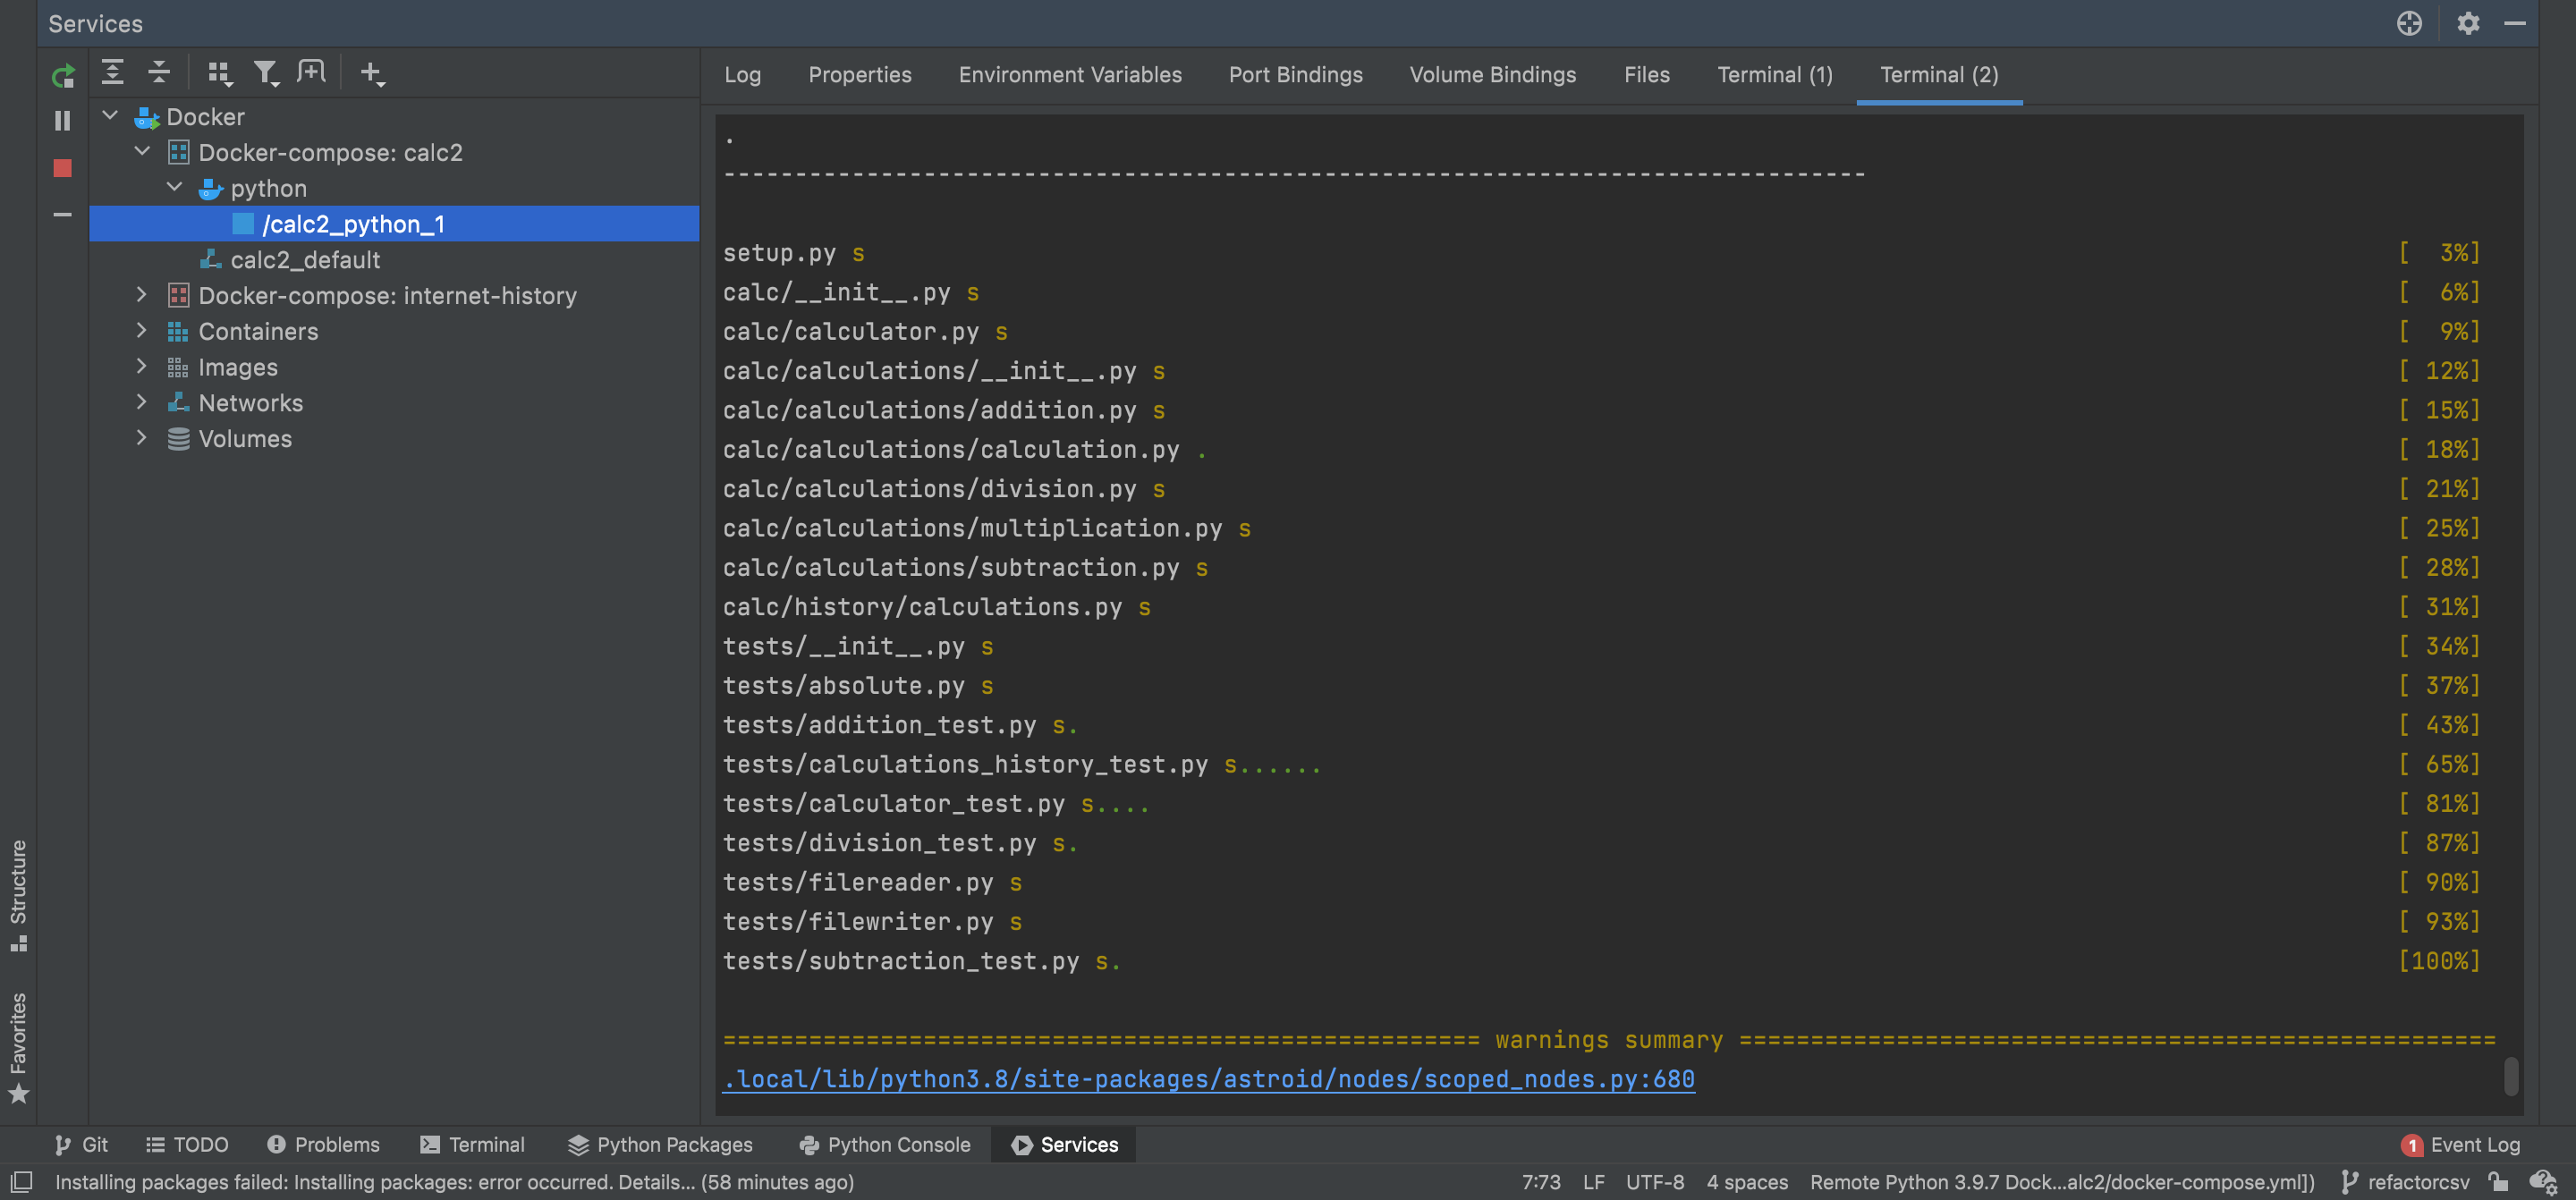 Services
Docker
Docker-compose: calc2
python
/calc2_python_1
calc2_default
Docker-compose: internet-history
Containers
Images
Networks
Volumes
Log Properties Environment Variables Port Bindings Volume Bindings Files Terminal (1) Terminal (2)
.
--------------------------------------------------------------------------------
setup.py s [  3%]
calc/__init__.py s [  6%]
calc/calculator.py s [  9%]
calc/calculations/__init__.py s [ 12%]
calc/calculations/addition.py s [ 15%]
calc/calculations/calculation.py . [ 18%]
calc/calculations/division.py s [ 21%]
calc/calculations/multiplication.py s [ 25%]
calc/calculations/subtraction.py s [ 28%]
calc/history/calculations.py s [ 31%]
tests/__init__.py s [ 34%]
tests/absolute.py s [ 37%]
tests/addition_test.py s. [ 43%]
tests/calculations_history_test.py s...... [ 65%]
tests/calculator_test.py s.... [ 81%]
tests/division_test.py s. [ 87%]
tests/filereader.py s [ 90%]
tests/filewriter.py s [ 93%]
tests/subtraction_test.py s. [100%]
===================================================== warnings summary =====================================================
.local/lib/python3.8/site-packages/astroid/nodes/scoped_nodes.py:680
Structure
Favorites
Git TODO Problems Terminal Python Packages Python Console Services 1 Event Log
Installing packages failed: Installing packages: error occurred. Details... (58 minutes ago) 7:73 LF UTF-8 4 spaces Remote Python 3.9.7 Dock...alc2/docker-compose.yml]) refactorcsv